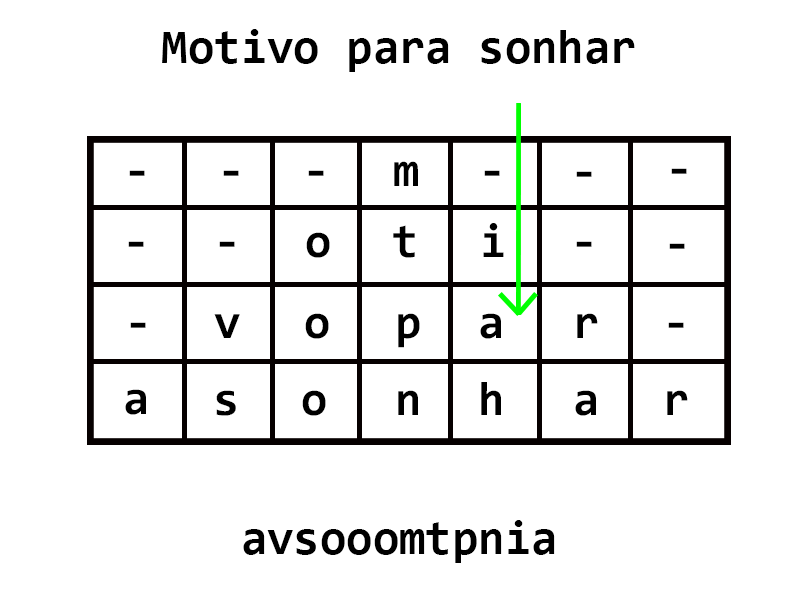 Motivo para sonhar
- - - m - - -
- - o t i - -
- v o p a r -
a s o n h a r
avsooomtpnia